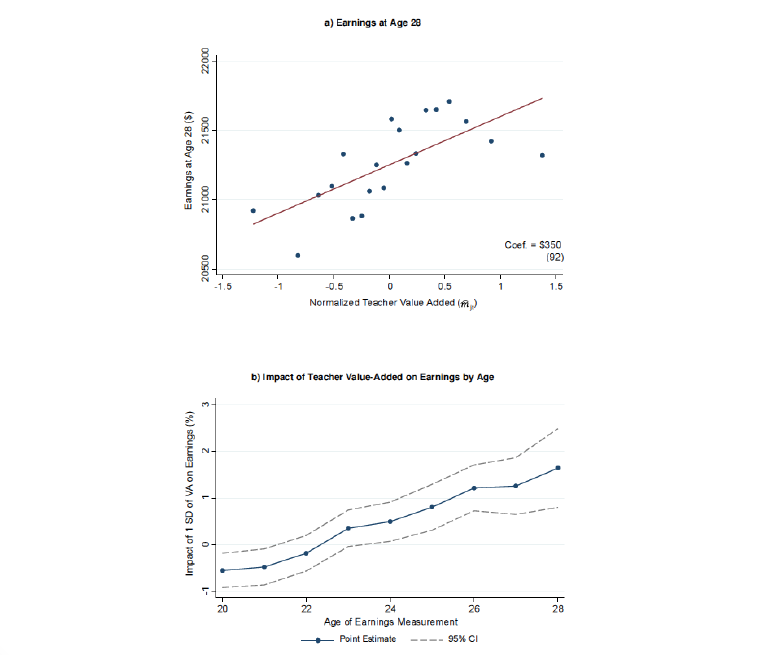 a) Earnings at Age 28
Earnings at Age 28 ($)
22000
21500
21000
20500
Coef. = $350
(92)
-1.5 -1 -0.5 0 0.5 1 1.5
Normalized Teacher Value Added (
)
b) Impact of Teacher Value-Added on Earnings by Age
Impact of 1 SD of VA on Earnings (%)
3
2
1
0
-1
20 22 24 26 28
Age of Earnings Measurement
Point Estimate 95% CI